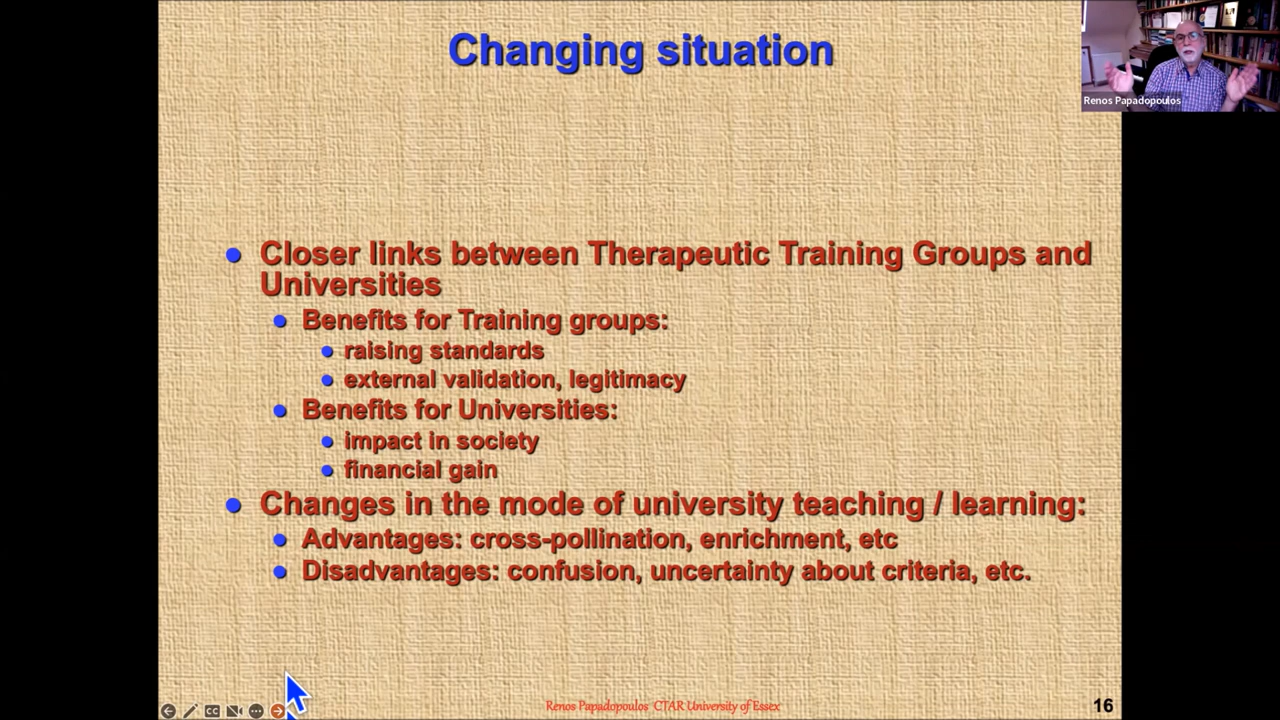 Changing situation
Renos Papadopoulos
Closer links between Therapeutic Training Groups and
Universities
Benefits for Training groups:
raising standards
external validation, legitimacy
Benefits for Universities:
impact in society
financial gain
Changes in the mode of university teaching / learning:
Advantages: cross-pollination, enrichment, etc
Disadvantages: confusion, uncertainty about criteria, etc.
CC
Renos Papadopoulos CTAR University of Essex
16